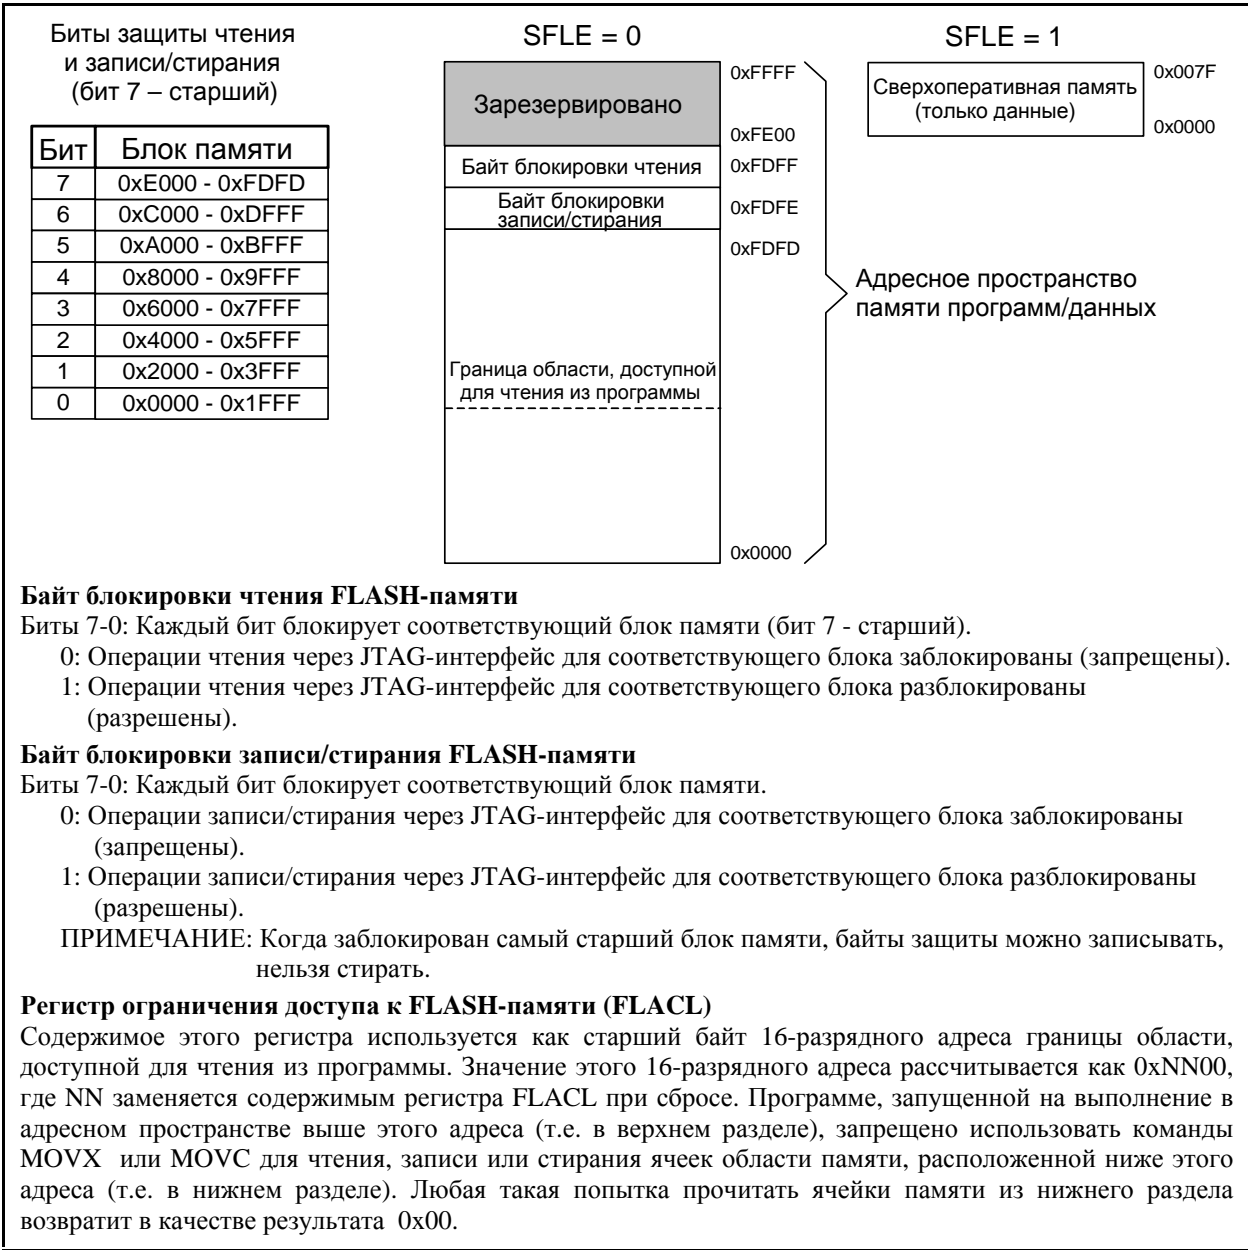 Биты защиты чтения
и записи/стирания
(бит 7 – старший)
Бит Блок памяти
7 0xE000 - 0xFDFD
6 0xC000 - 0xDFFF
5 0xA000 - 0xBFFF
4 0x8000 - 0x9FFF
3 0x6000 - 0x7FFF
2 0x4000 - 0x5FFF
1 0x2000 - 0x3FFF
0 0x0000 - 0x1FFF
SFLE = 0
Зарезервировано
0xFFFF
0xFE00
Байт блокировки чтения
0xFDFF
Байт блокировки
записи/стирания
0xFDFE
0xFDFD
Граница области, доступной
для чтения из программы
0x0000
SFLE = 1
Сверхоперативная память
(только данные)
0x007F
0x0000
Адресное пространство
памяти программ/данных
Байт блокировки чтения FLASH-памяти
Биты 7-0: Каждый бит блокирует соответствующий блок памяти (бит 7 - старший).
0: Операции чтения через JTAG-интерфейс для соответствующего блока заблокированы (запрещены).
1: Операции чтения через JTAG-интерфейс для соответствующего блока разблокированы
(разрешены).
Байт блокировки записи/стирания FLASH-памяти
Биты 7-0: Каждый бит блокирует соответствующий блок памяти.
0: Операции записи/стирания через JTAG-интерфейс для соответствующего блока заблокированы
(запрещены).
1: Операции записи/стирания через JTAG-интерфейс для соответствующего блока разблокированы
(разрешены).
ПРИМЕЧАНИЕ: Когда заблокирован самый старший блок памяти, байты защиты можно записывать,
нельзя стирать.
Регистр ограничения доступа к FLASH-памяти (FLACL)
Содержимое этого регистра используется как старший байт 16-разрядного адреса границы области,
доступной для чтения из программы. Значение этого 16-разрядного адреса рассчитывается как 0xNN00,
где NN заменяется содержимым регистра FLACL при сбросе. Программе, запущенной на выполнение в
адресном пространстве выше этого адреса (т.е. в верхнем разделе), запрещено использовать команды
MOVX или MOVC для чтения, записи или стирания ячеек области памяти, расположенной ниже этого
адреса (т.е. в нижнем разделе). Любая такая попытка прочитать ячейки памяти из нижнего раздела
возвратит в качестве результата 0x00.